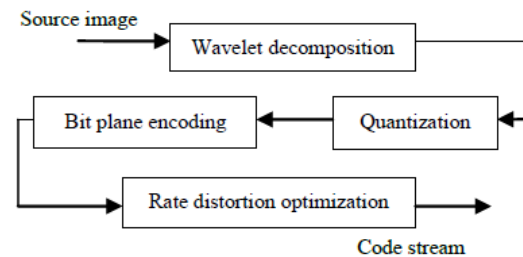 Source image
Wavelet decomposition
Bit plane encoding
Quantization
Rate distortion optimization
Code stream